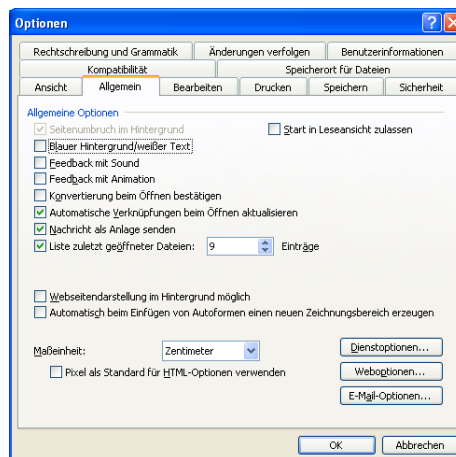 Optionen
Rechtschreibung und Grammatik Änderungen verfolgen Benutzerinformationen
Kompatibilität Speicherort für Dateien
Ansicht Allgemein Bearbeiten Drucken Speichern Sicherheit
Allgemeine Optionen
Seitenumbruch im Hintergrund Start in Leseansicht zulassen
Blauer Hintergrund/weißer Text
Feedback mit Sound
Feedback mit Animation
Konvertierung beim Öffnen bestätigen
Automatische Verknüpfungen beim Öffnen aktualisieren
Nachricht als Anlage senden
Liste zuletzt geöffneter Dateien: 9 Einträge
Webseitendarstellung im Hintergrund möglich
Automatisch beim Einfügen von Autoformen einen neuen Zeichnungsbereich erzeugen
Maßeinheit: Zentimeter Dienstoptionen...
Pixel als Standard für HTML-Optionen verwenden Weboptionen...
E-Mail-Optionen...
OK Abbrechen